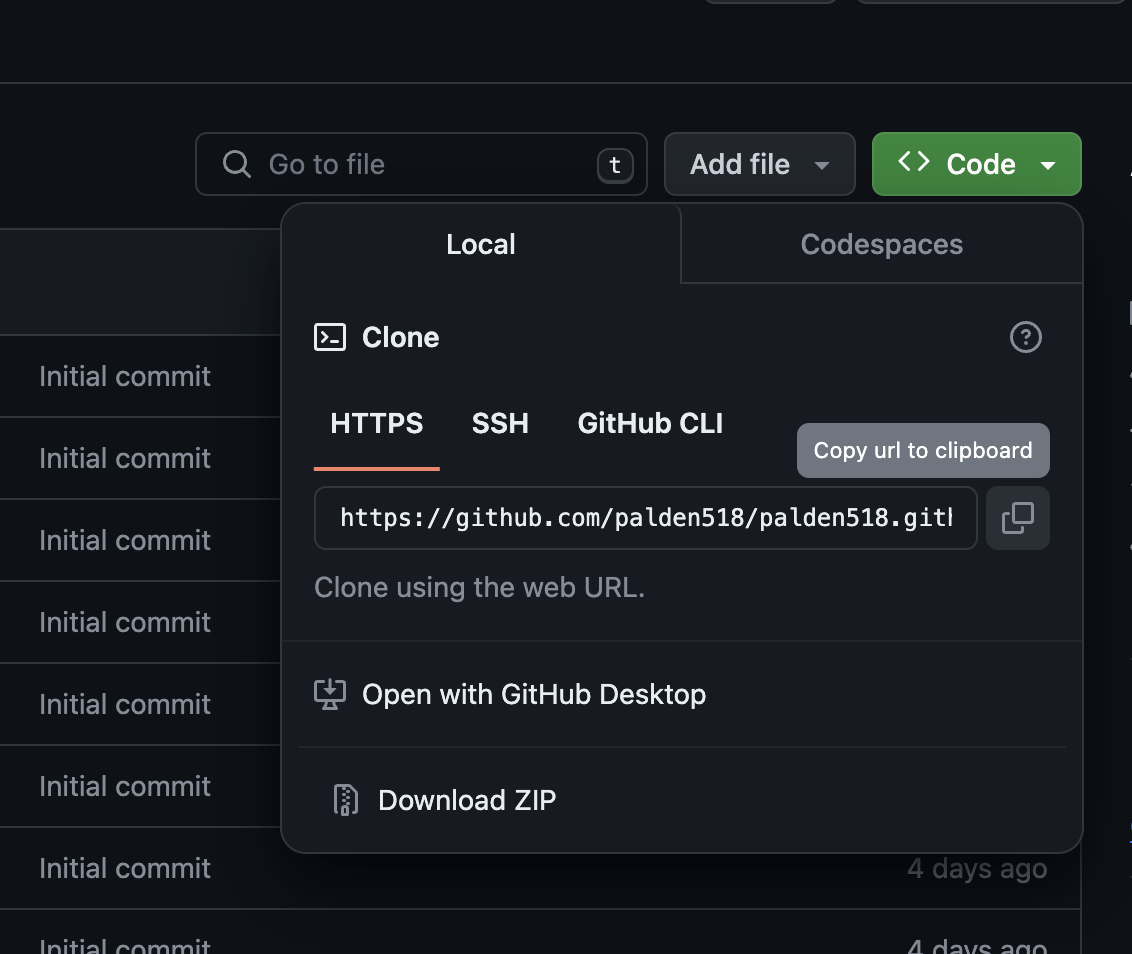 Go to file
t
Add file
Code
Local
Codespaces
Clone
HTTPS
SSH
GitHub CLI
Copy url to clipboard
https://github.com/palden518/palden518.gith
Clone using the web URL.
Open with GitHub Desktop
Download ZIP
Initial commit
Initial commit
Initial commit
Initial commit
Initial commit
Initial commit
Initial commit 4 days ago
Initial commit 4 days ago